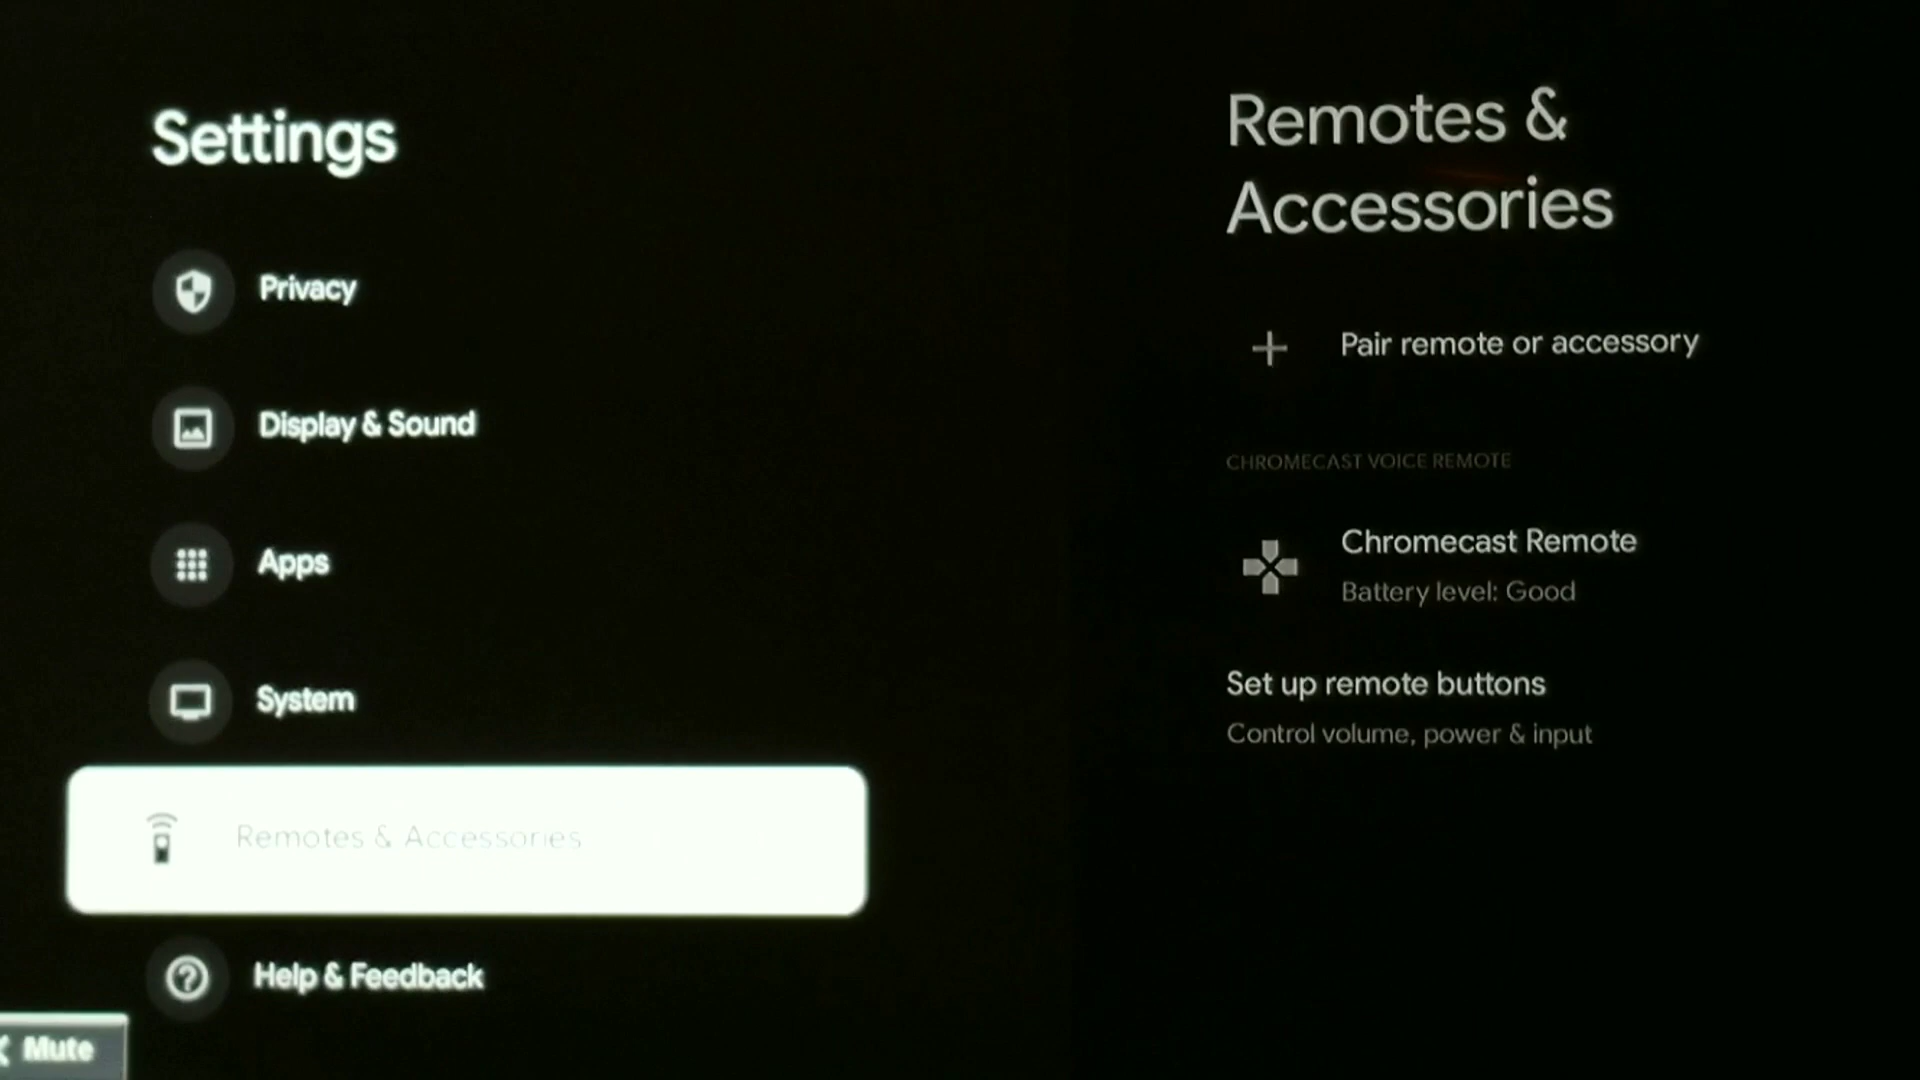 Settings
Privacy
Display & Sound
Apps
System
Remotes & Accessories
Help & Feedback
Mute
Remotes &
Accessories
Pair remote or accessory
CHROMECAST VOICE REMOTE
Chromecast Remote
Battery level: Good
Set up remote buttons
Control volume, power & input